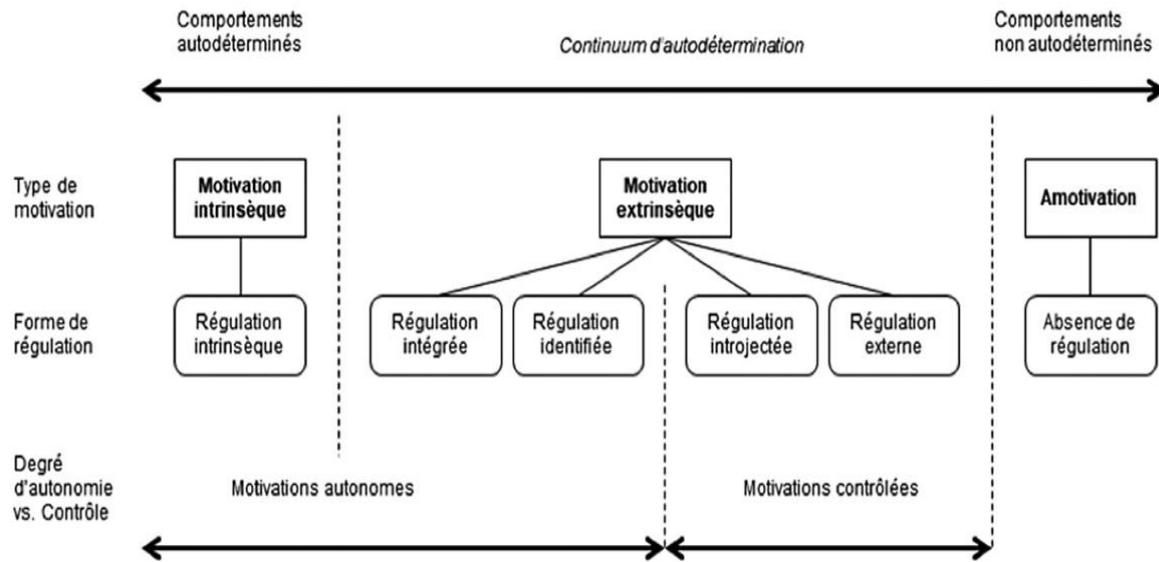 Comportements
autodéterminés
Continuum d'autodétermination
Comportements
non autodéterminés
Type de
motivation
Motivation
intrinsèque
Motivation
extrinsèque
Amotivation
Forme de
régulation
Régulation
intrinsèque
Régulation
intégrée
Régulation
identifiée
Régulation
introjectée
Régulation
externe
Absence de
régulation
Degré
d'autonomie
vs. Contrôle
Motivations autonomes
Motivations contrôlées